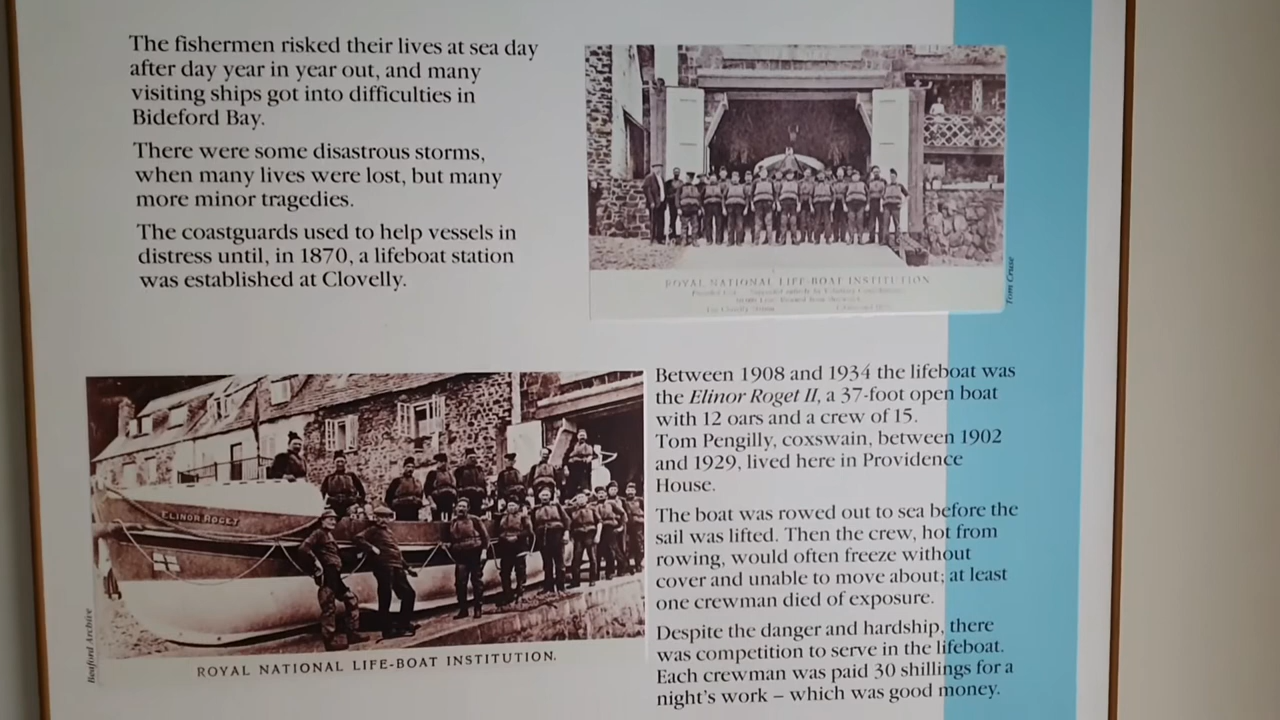 The fishermen risked their lives at sea day
after day year in year out, and many
visiting ships got into difficulties in
Bideford Bay.
There were some disastrous storms,
when many lives were lost, but many
more minor tragedies.
The coastguards used to help vessels in
distress until, in 1870, a lifeboat station
was established at Clovelly.
ROYAL NATIONAL LIFE-BOAT INSTITUTION.
Tom Cruse
ELINOR ROGET
Beaford Archive
ROYAL NATIONAL LIFE-BOAT INSTITUTION.
Between 1908 and 1934 the lifeboat was
the Elinor Roget II, a 37-foot open boat
with 12 oars and a crew of 15.
Tom Pengilly, coxswain, between 1902
and 1929, lived here in Providence
House.
The boat was rowed out to sea before the
sail was lifted. Then the crew, hot from
rowing, would often freeze without
cover and unable to move about; at least
one crewman died of exposure.
Despite the danger and hardship, there
was competition to serve in the lifeboat.
Each crewman was paid 30 shillings for a
night's work – which was good money.